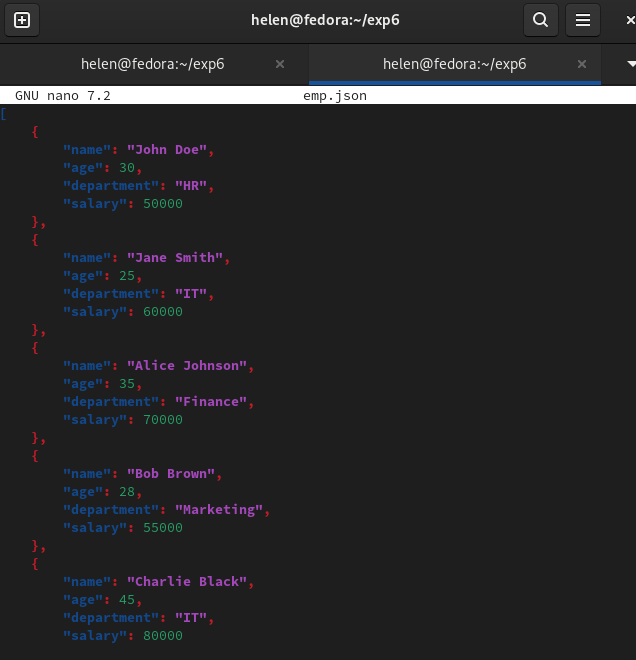 helen@fedora:~/exp6
helen@fedora:~/exp6 helen@fedora:~/exp6
GNU nano 7.2 emp.json
[
    {
        "name": "John Doe",
        "age": 30,
        "department": "HR",
        "salary": 50000
    },
    {
        "name": "Jane Smith",
        "age": 25,
        "department": "IT",
        "salary": 60000
    },
    {
        "name": "Alice Johnson",
        "age": 35,
        "department": "Finance",
        "salary": 70000
    },
    {
        "name": "Bob Brown",
        "age": 28,
        "department": "Marketing",
        "salary": 55000
    },
    {
        "name": "Charlie Black",
        "age": 45,
        "department": "IT",
        "salary": 80000